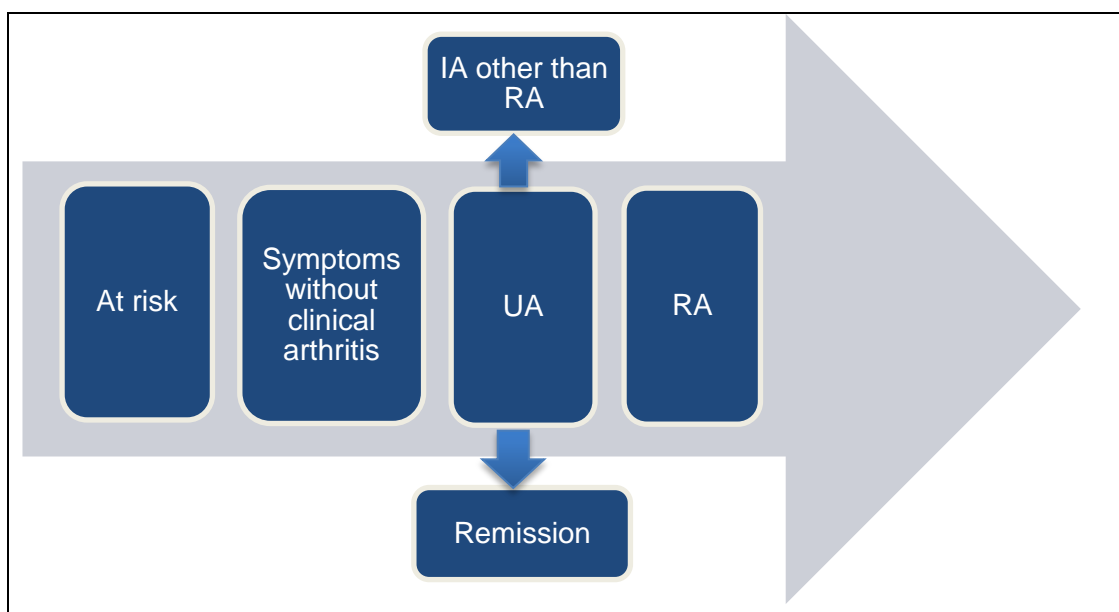 IA other than
RA
At risk
Symptoms
without
clinical
arthritis
UA
RA
Remission